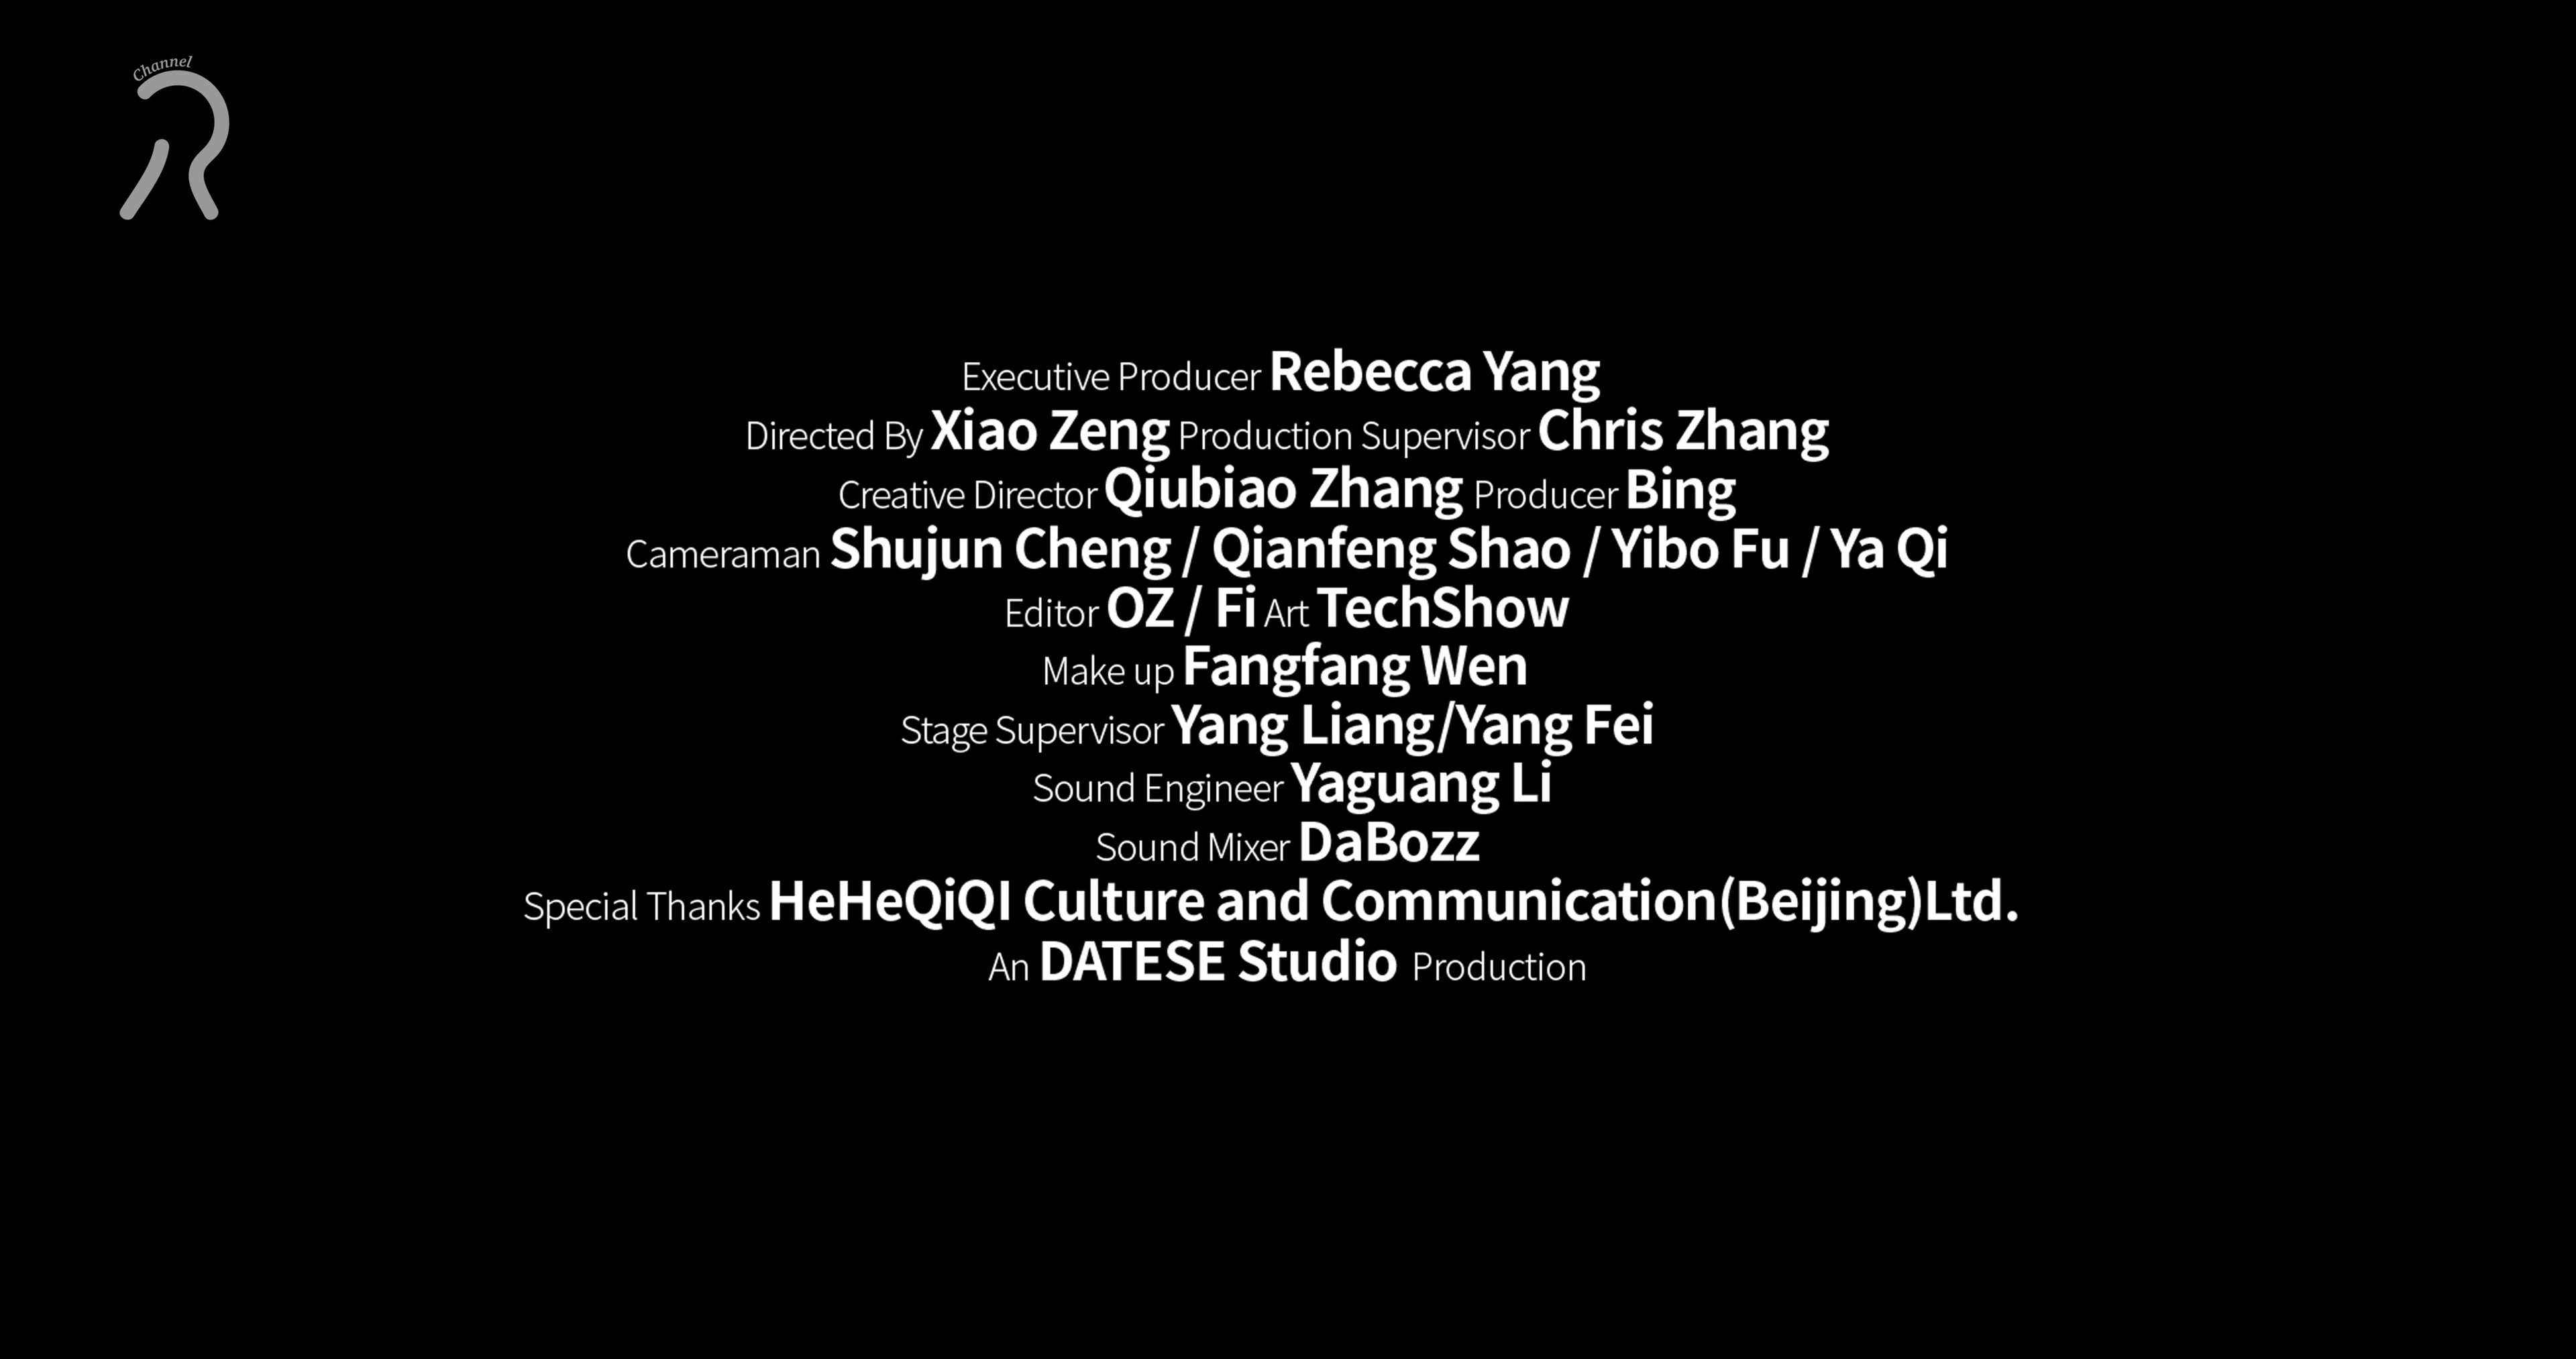 Channel
R
Executive Producer Rebecca Yang
Directed By Xiao Zeng Production Supervisor Chris Zhang
Creative Director Qiubiao Zhang Producer Bing
Cameraman Shujun Cheng / Qianfeng Shao / Yibo Fu / Ya Qi
Editor OZ / Fi Art TechShow
Make up Fangfang Wen
Stage Supervisor Yang Liang/Yang Fei
Sound Engineer Yaguang Li
Sound Mixer DaBozz
Special Thanks HeHeQiQI Culture and Communication(Beijing)Ltd.
An DATESE Studio Production